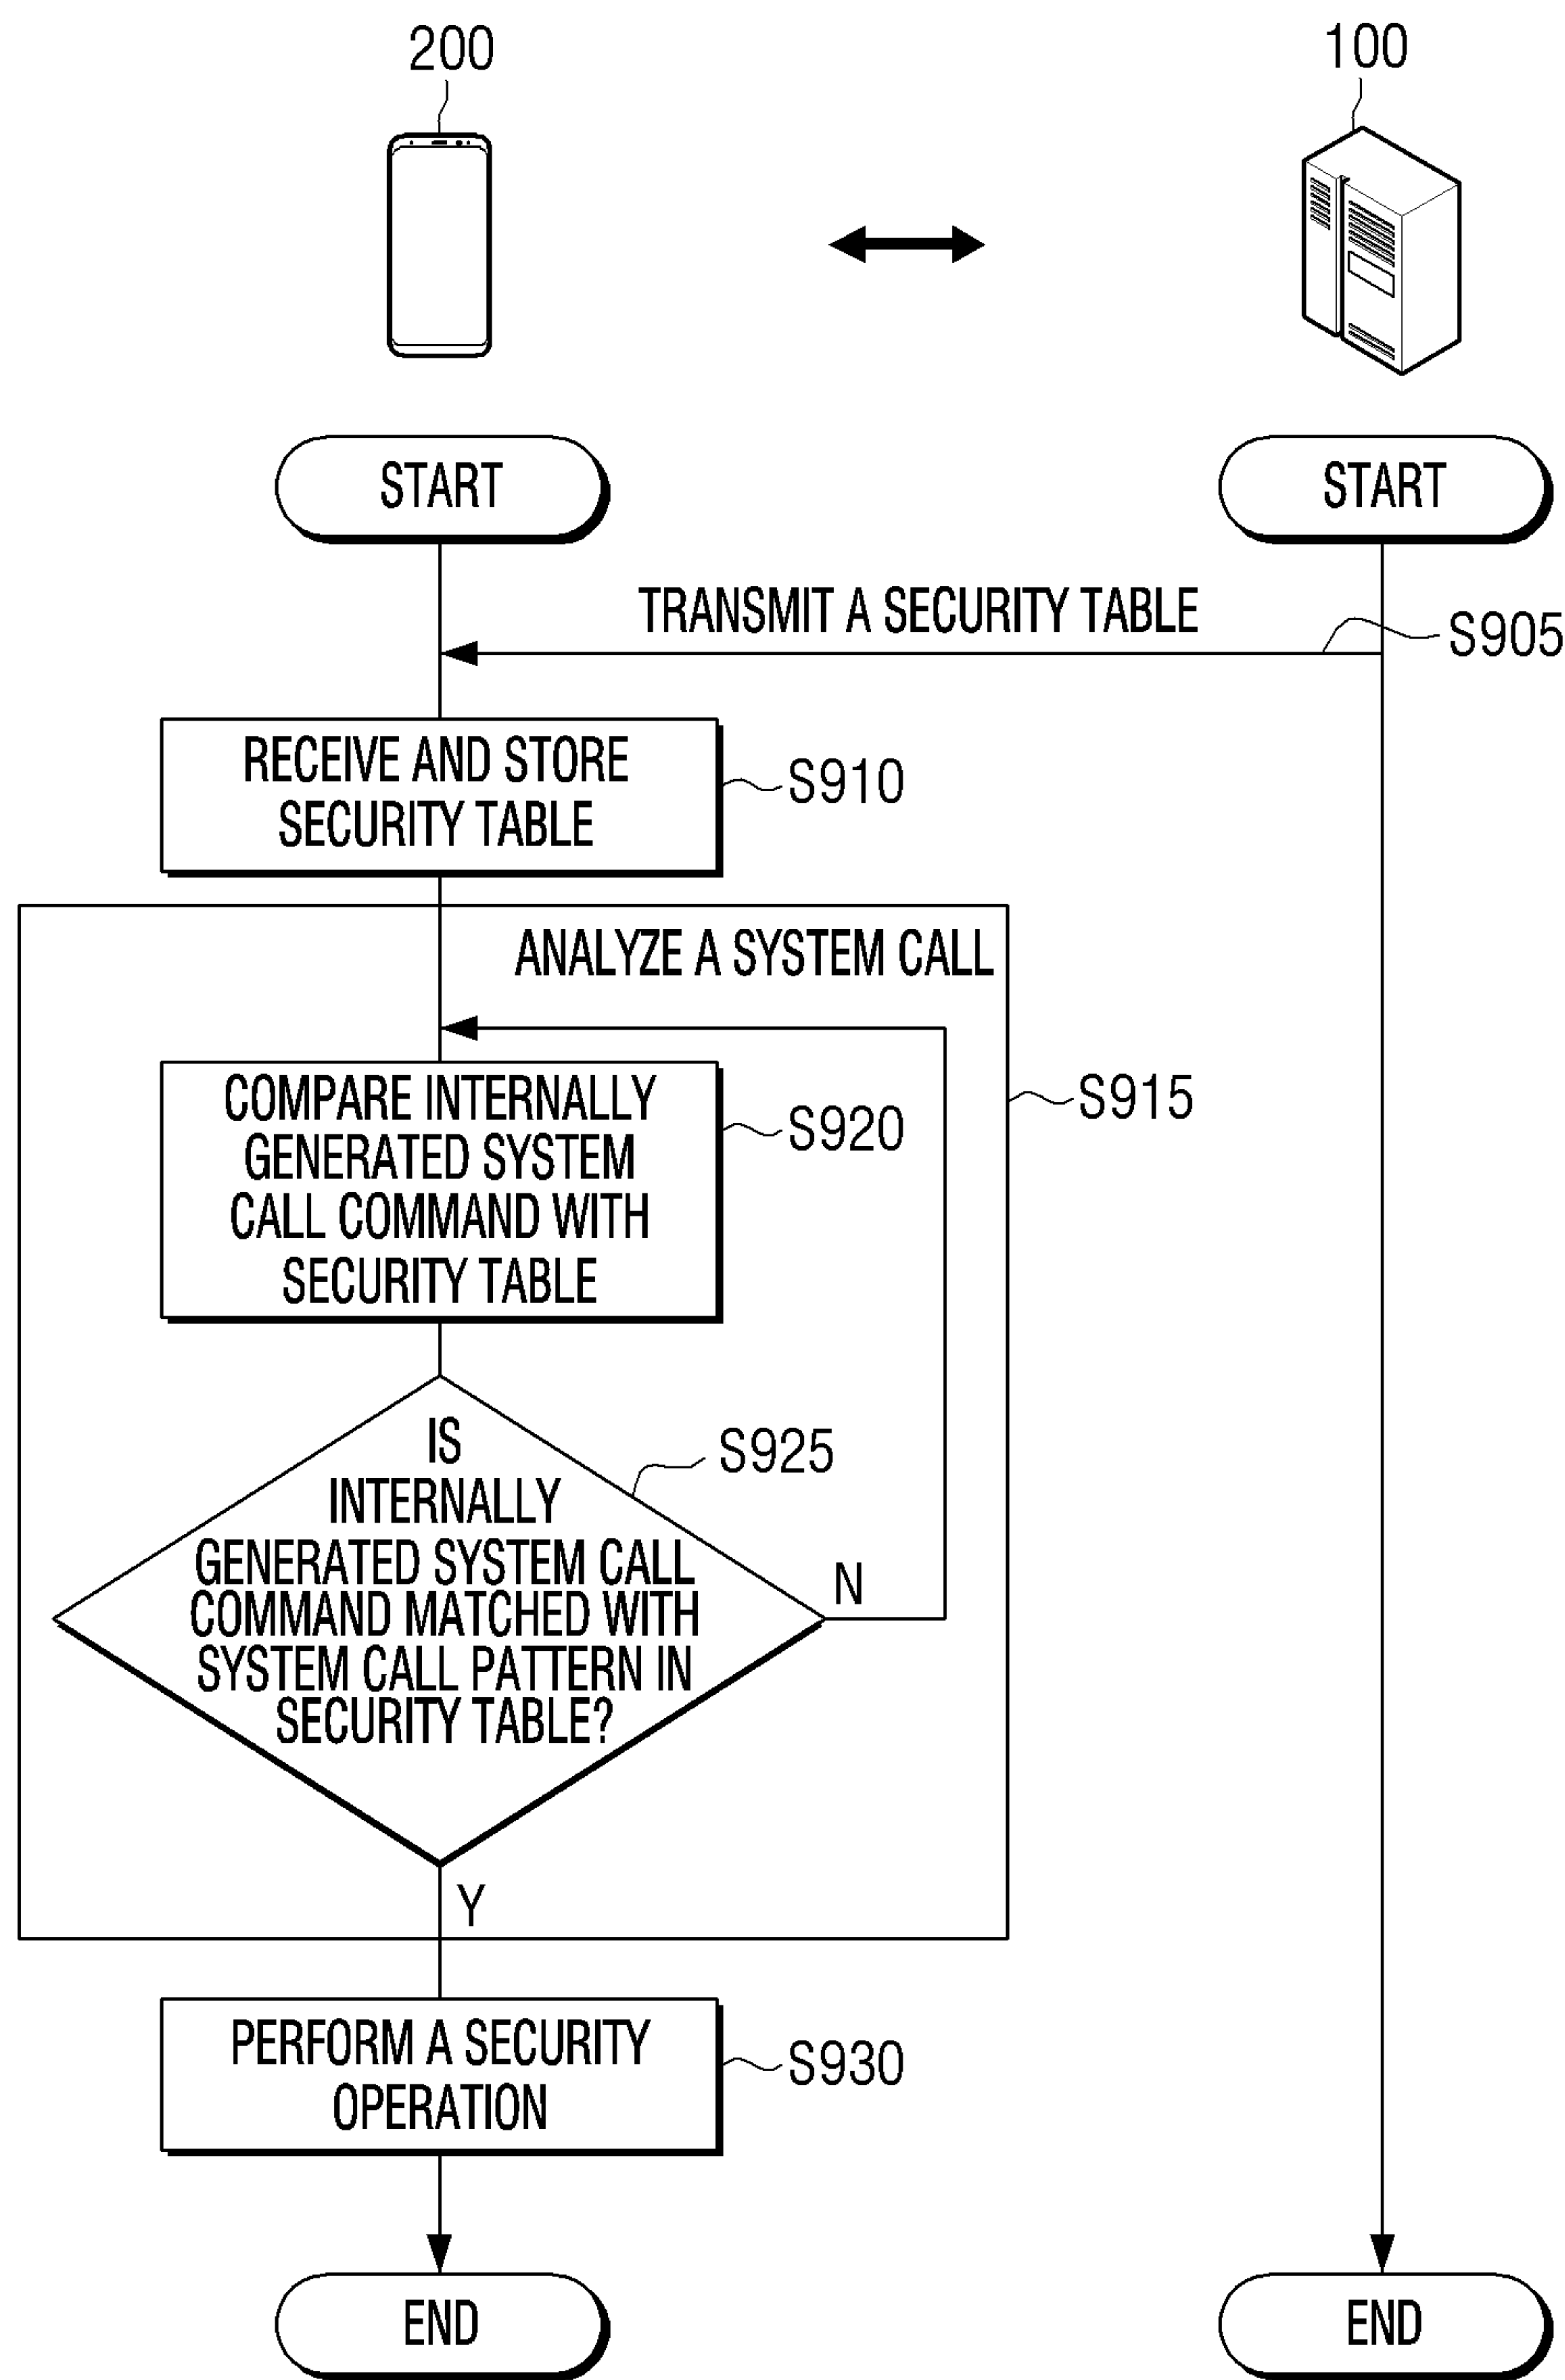 200
100
START
START
TRANSMIT A SECURITY TABLE
S905
RECEIVE AND STORE
SECURITY TABLE
S910
ANALYZE A SYSTEM CALL
S915
COMPARE INTERNALLY
GENERATED SYSTEM
CALL COMMAND WITH
SECURITY TABLE
S920
IS
INTERNALLY
GENERATED SYSTEM CALL
COMMAND MATCHED WITH
SYSTEM CALL PATTERN IN
SECURITY TABLE?
S925
N
Y
PERFORM A SECURITY
OPERATION
S930
END
END